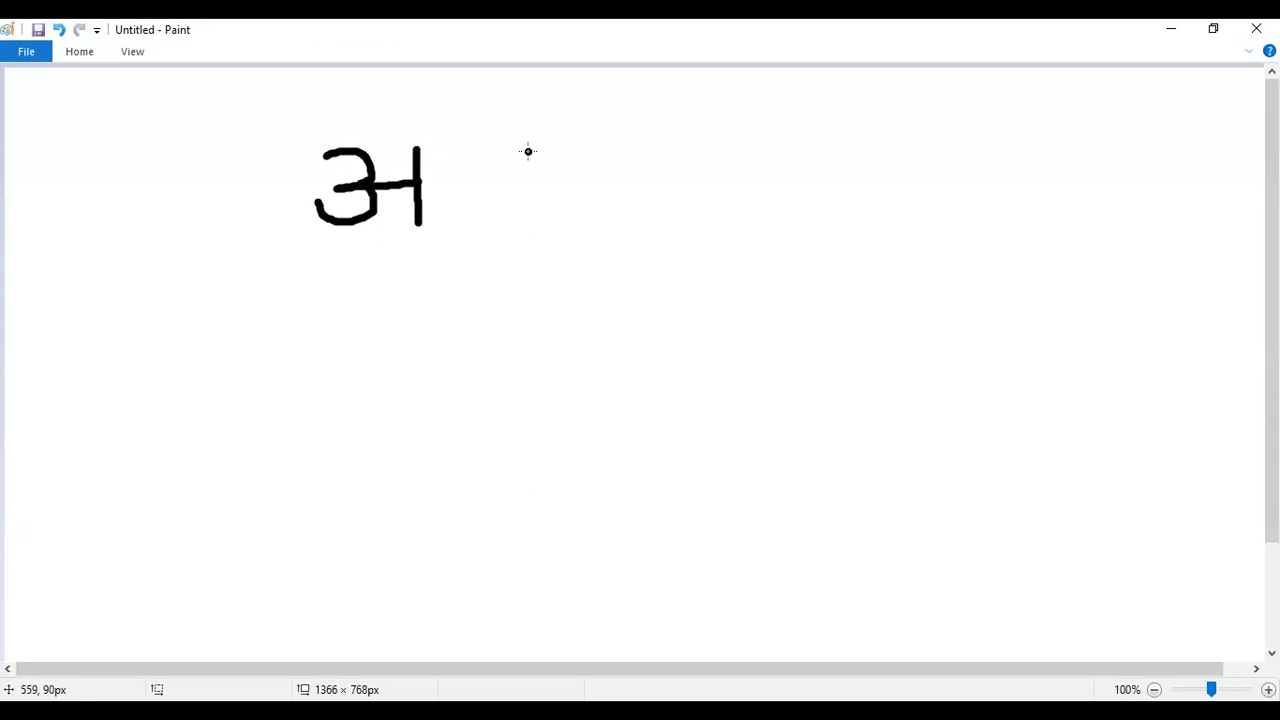 Untitled - Paint
File Home View
अ
559, 90px 1366 × 768px 100%